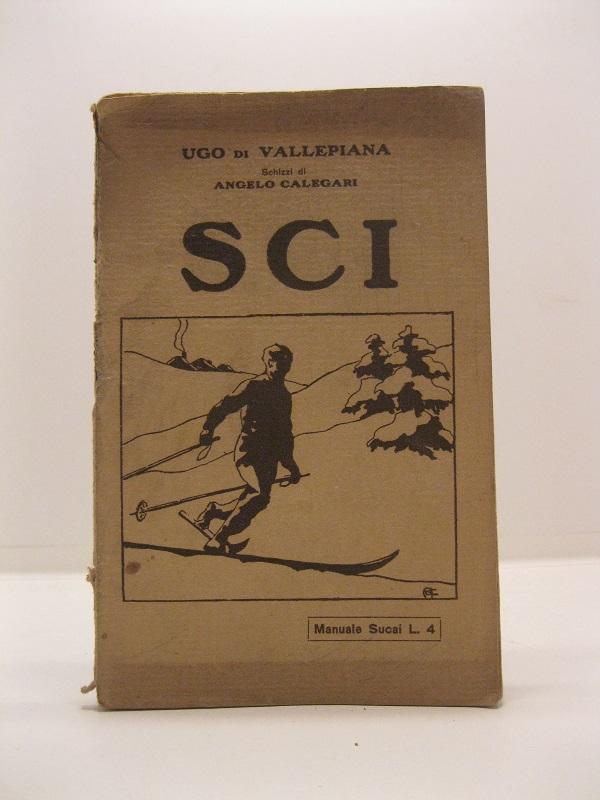 UGO DI VALLEPIANA
Schizzi di
ANGELO CALEGARI
SCI
Manuale Sucai L. 4